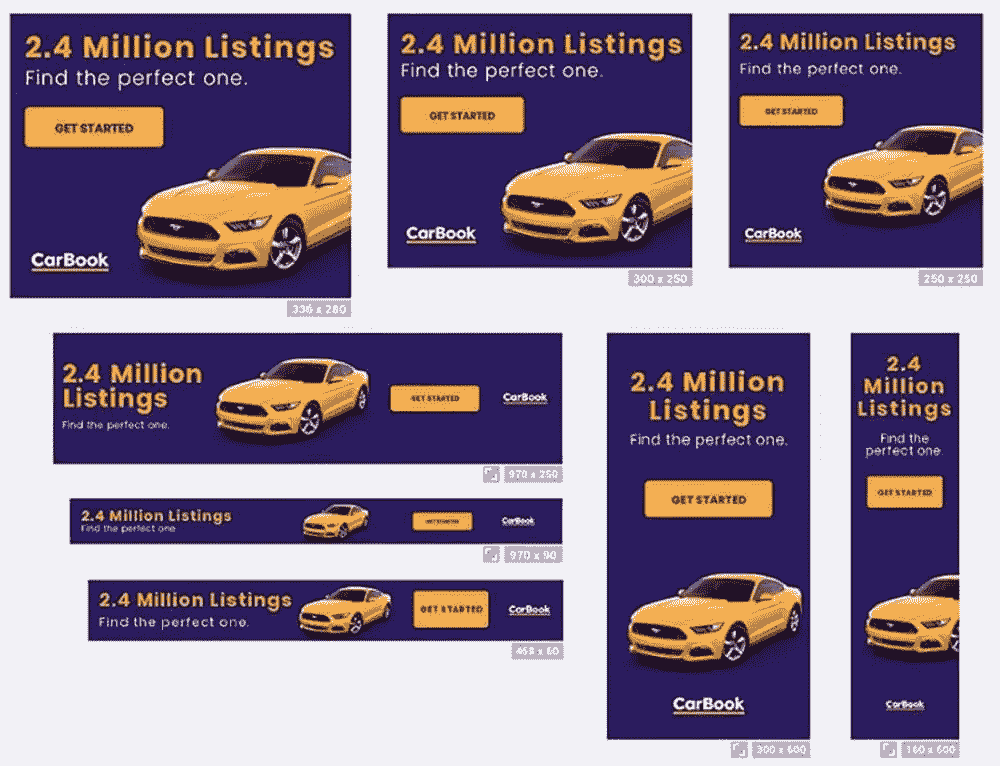 2.4 Million Listings
Find the perfect one.
GET STARTED
CarBook
336 x 280
2.4 Million Listings
Find the perfect one.
GET STARTED
CarBook
300 x 250
2.4 Million Listings
Find the perfect one.
GET STARTED
CarBook
250 x 250
2.4 Million
Listings
Find the perfect one.
GET STARTED
CarBook
970 x 250
2.4 Million Listings
Find the perfect one
GET STARTED
CarBook
970 x 90
2.4 Million Listings
Find the perfect one.
GET STARTED
CarBook
468 x 60
2.4 Million
Listings
Find the perfect one.
GET STARTED
CarBook
300 x 600
2.4
Million
Listings
Find the
perfect one.
GET STARTED
CarBook
160 x 600